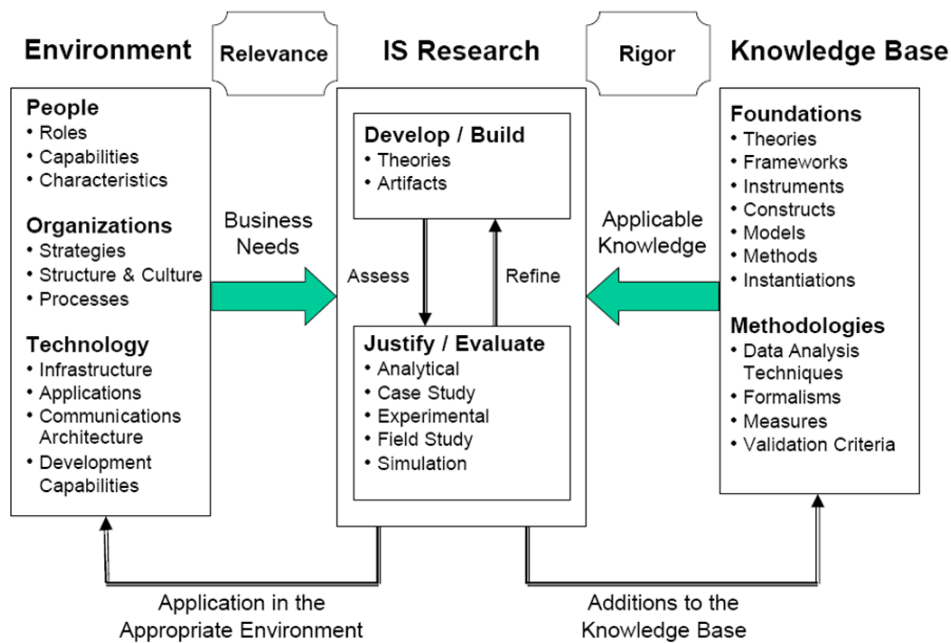 Environment
Relevance
IS Research
Rigor
Knowledge Base
People
• Roles
• Capabilities
• Characteristics
Organizations
• Strategies
• Structure & Culture
• Processes
Technology
• Infrastructure
• Applications
• Communications
Architecture
• Development
Capabilities
Business
Needs
Develop / Build
• Theories
• Artifacts
Assess
Refine
Justify / Evaluate
• Analytical
• Case Study
• Experimental
• Field Study
• Simulation
Applicable
Knowledge
Foundations
• Theories
• Frameworks
• Instruments
• Constructs
• Models
• Methods
• Instantiations
Methodologies
• Data Analysis
Techniques
• Formalisms
• Measures
• Validation Criteria
Application in the
Appropriate Environment
Additions to the
Knowledge Base